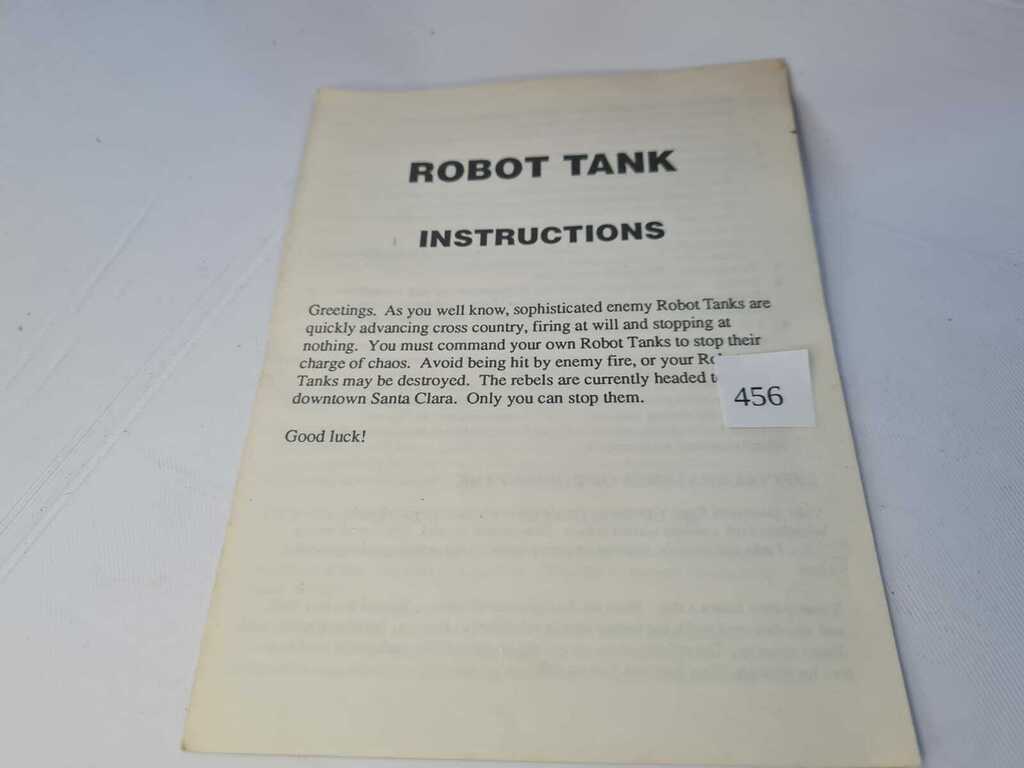 ROBOT TANK
INSTRUCTIONS
Greetings. As you well know, sophisticated enemy Robot Tanks are
quickly advancing cross country, firing at will and stopping at
nothing. You must command your own Robot Tanks to stop their
charge of chaos. Avoid being hit by enemy fire, or your
Tanks may be destroyed. The rebels are currently headed
downtown Santa Clara. Only you can stop them.
456
Good luck!